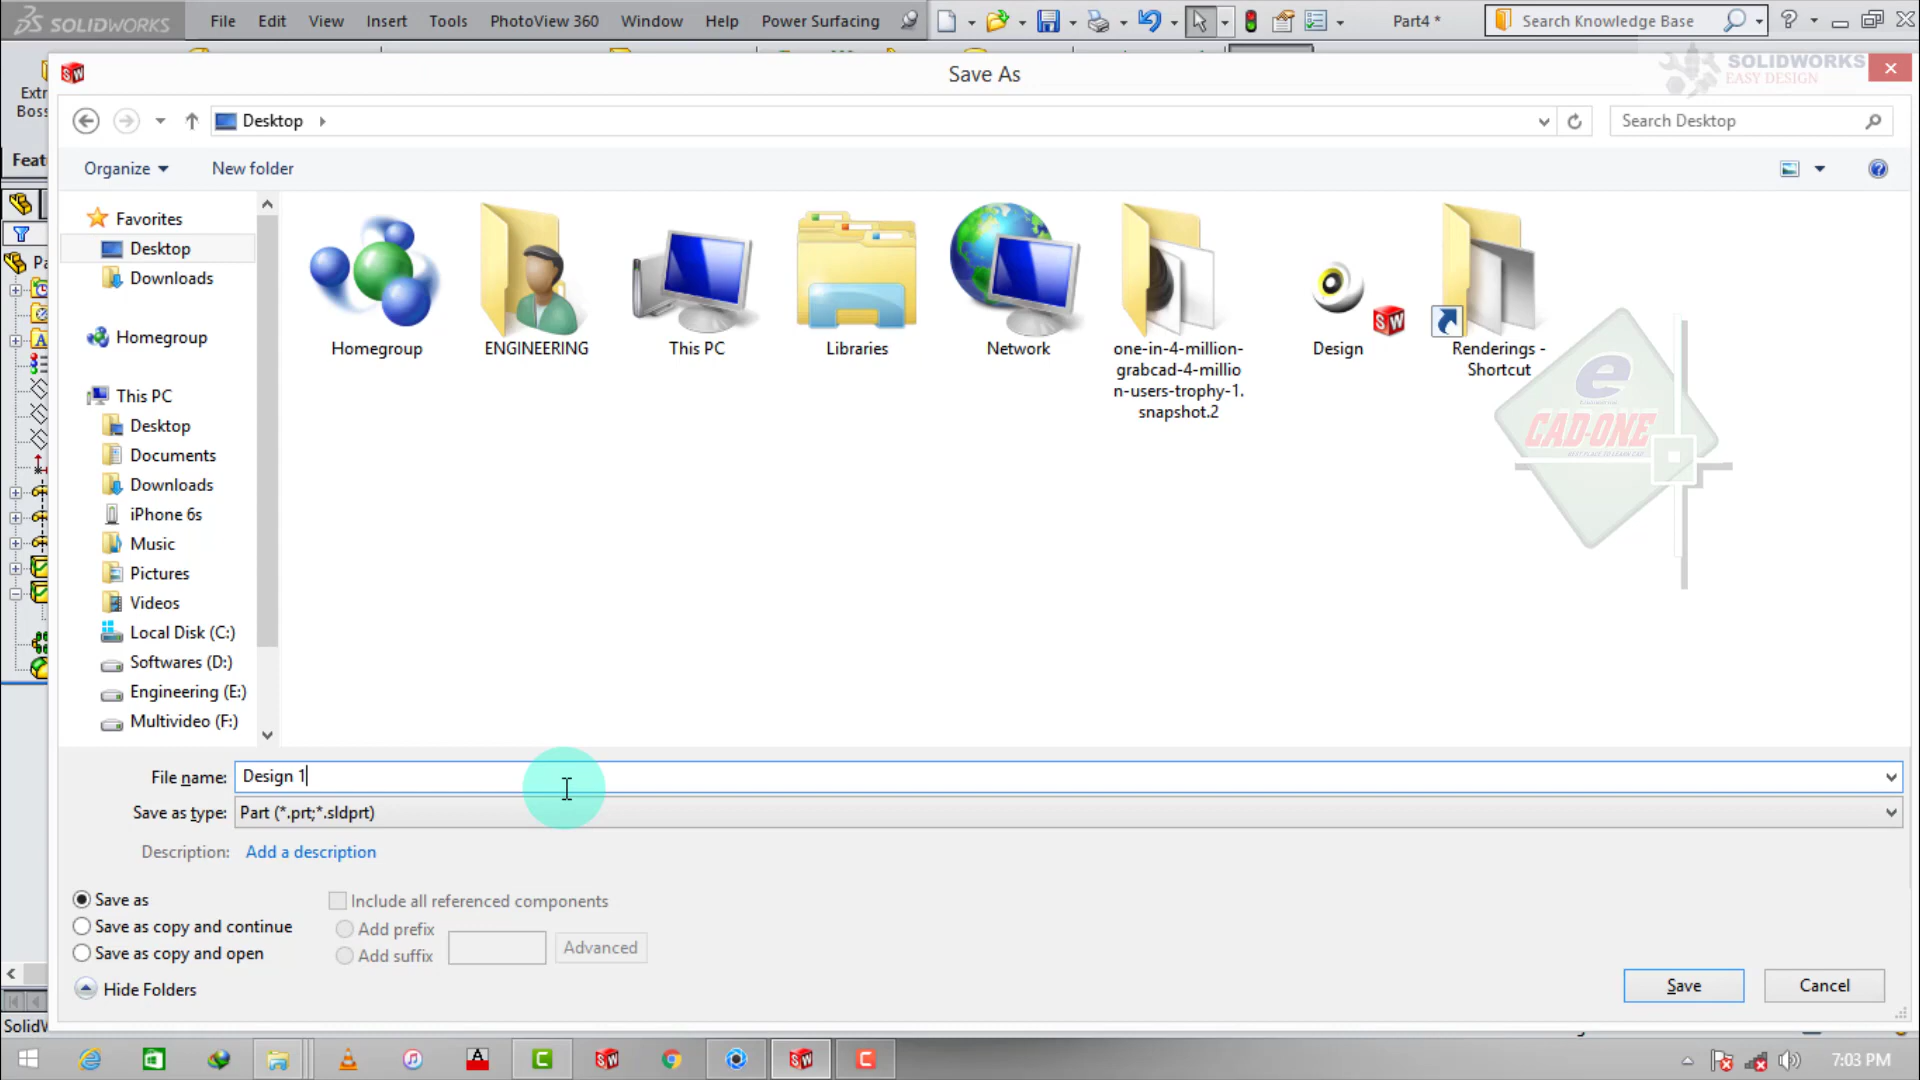 SOLIDWORKS
File
Edit
View
Insert
Tools
PhotoView 360
Window
Help
Power Surfacing
Part4 *
Search Knowledge Base
Save As
SOLIDWORKS
EASY DESIGN
Extr
Boss
Desktop
Search Desktop
Feat
Organize
New folder
Favorites
Desktop
Downloads
Homegroup
This PC
Desktop
Documents
Downloads
iPhone 6s
Music
Pictures
Videos
Local Disk (C:)
Softwares (D:)
Engineering (E:)
Multivideo (F:)
Pa
Homegroup
ENGINEERING
This PC
Libraries
Network
one-in-4-million-
grabcad-4-millio
n-users-trophy-1.
snapshot.2
Design
Renderings -
Shortcut
e
CAD-ONE
File name:
Design 1
Save as type:
Part (*.prt;*.sldprt)
Description:
Add a description
Save as
Save as copy and continue
Save as copy and open
Include all referenced components
Add prefix
Add suffix
Advanced
Hide Folders
Save
Cancel
SolidW
7:03 PM